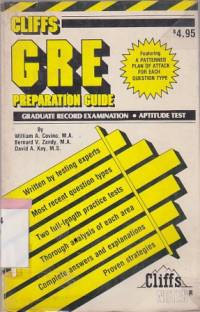 CLIFFS
$4.95
GRE
Featuring
A PATTERNED
PLAN OF ATTACK
FOR EACH
QUESTION TYPE
PREPARATION GUIDE
GRADUATE RECORD EXAMINATION • APTITUDE TEST
By
William A. Covino, M.A.
Bernard V. Zandy, M.A.
David A. Kay, M.S.
Written by testing experts
Most recent question types
Two full-length practice tests
Thorough analysis of each area
Complete answers and explanations
Proven strategies
Cliffs
NOTES